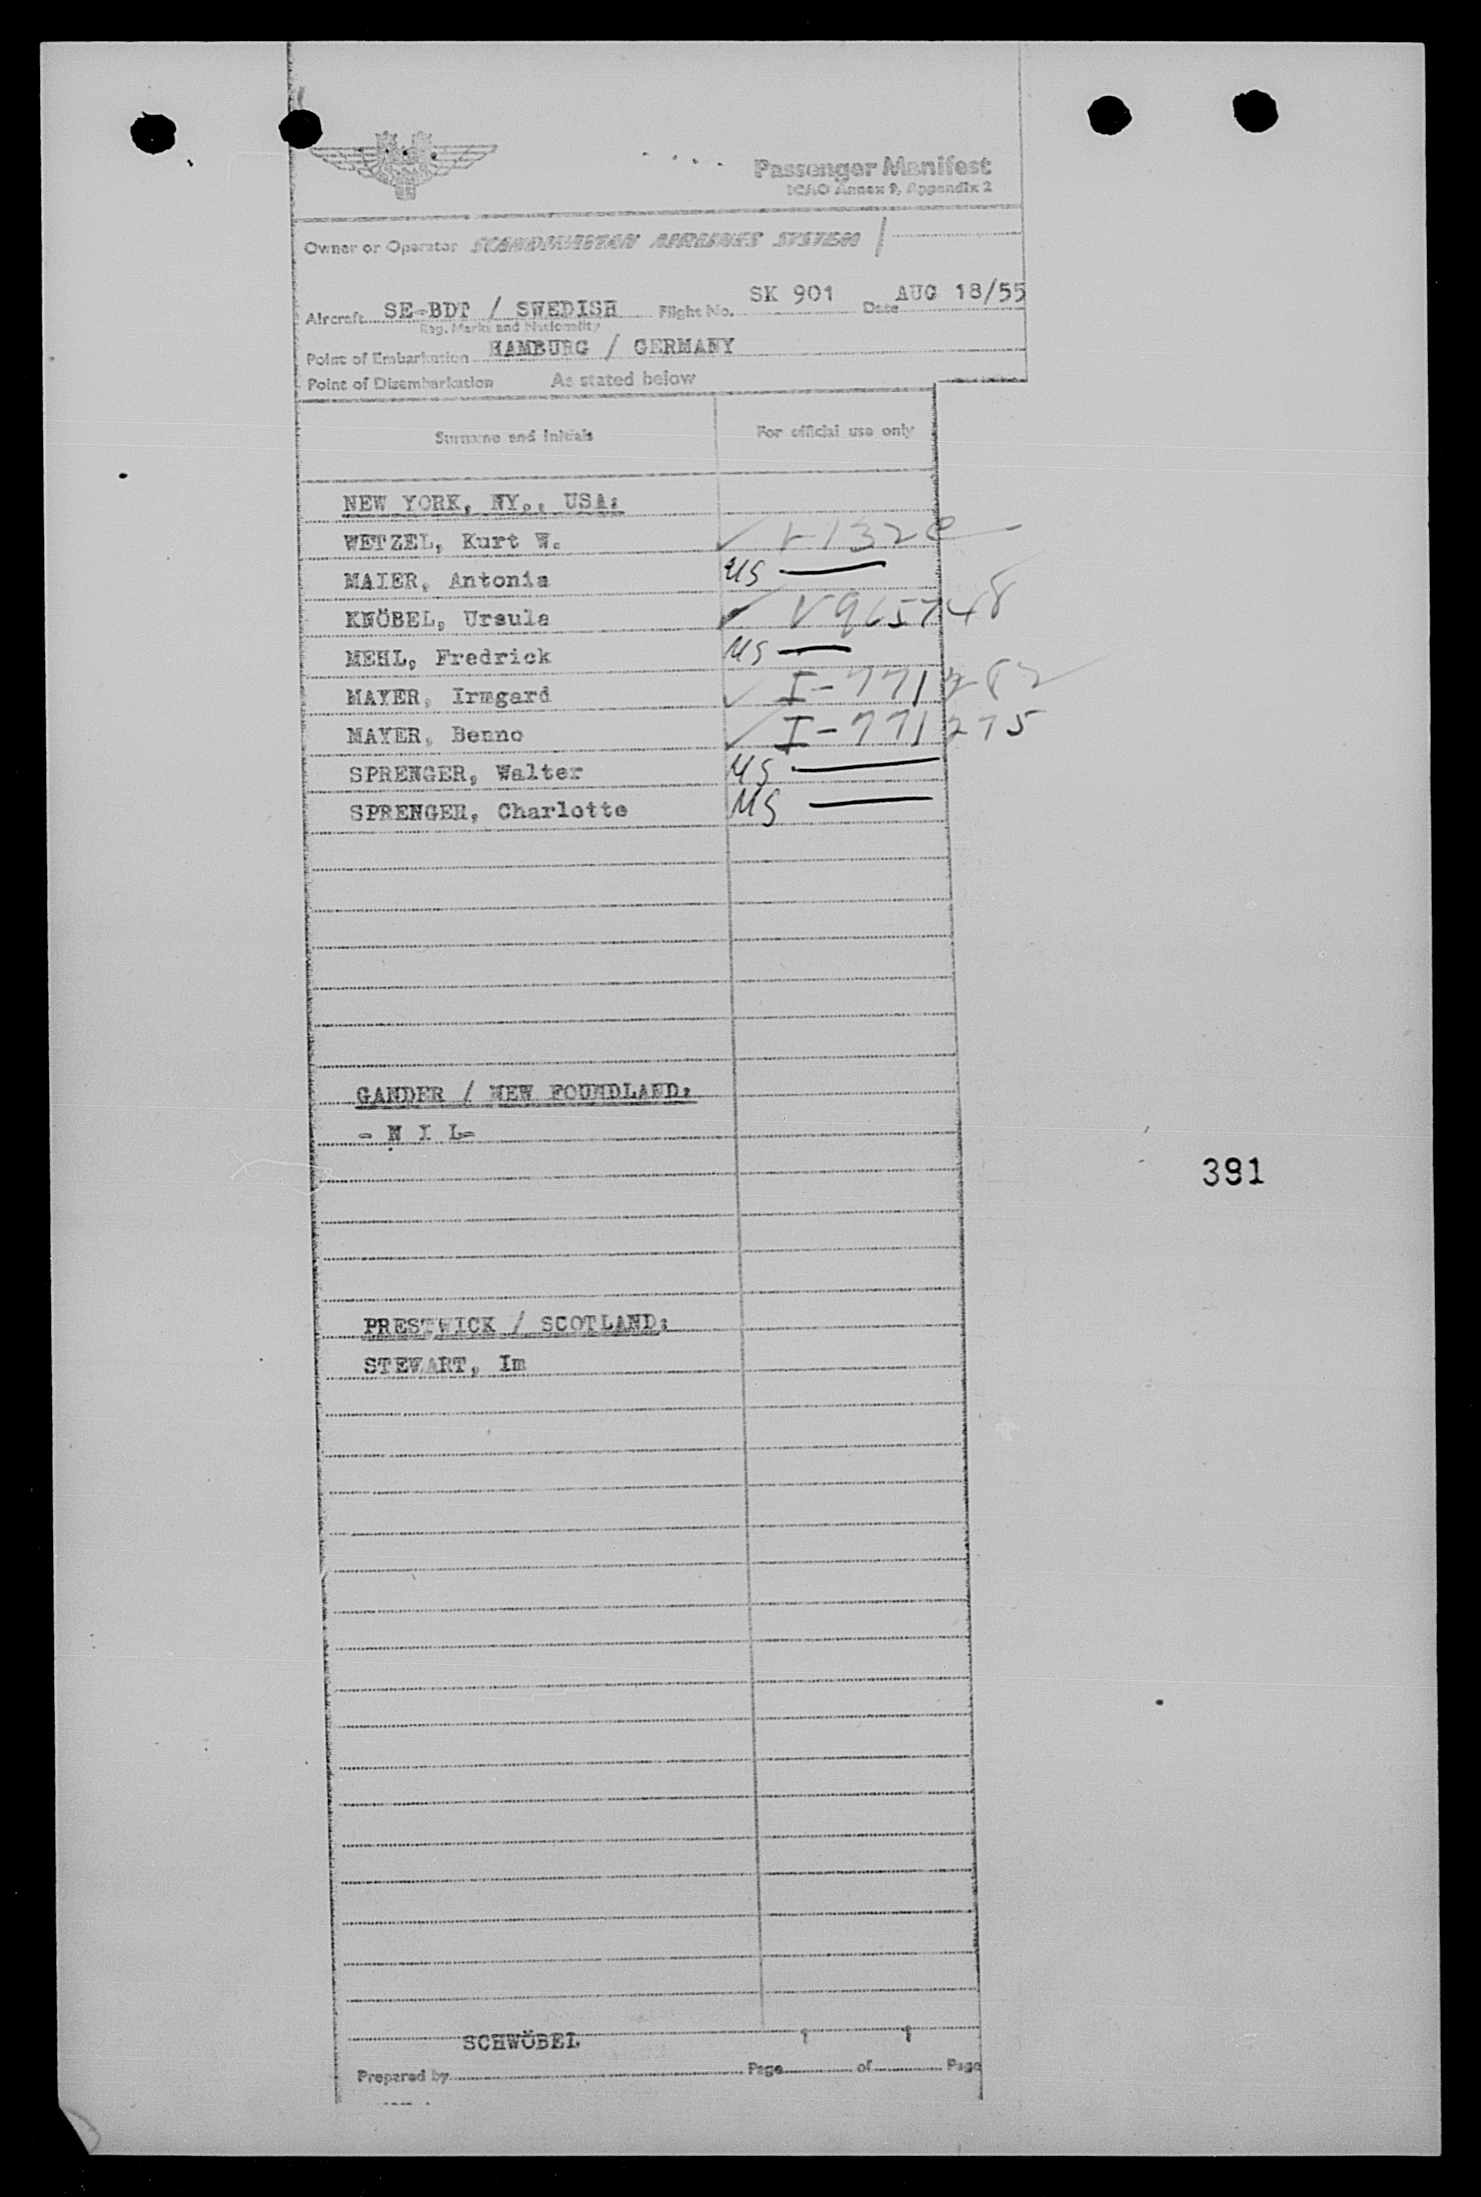 Passenger Manifest
ICAO Annex 9, Appendix 2
Owner or Operator SCANDINAVIAN AIRLINES SYSTEM
Aircraft SE-BDT / SWEDISH Flight No. SK 901 Date AUG 18/55
Reg. Marks and Nationality
Point of Embarkation HAMBURG / GERMANY
Point of Disembarkation As stated below
Surname and Initials For official use only
NEW YORK, NY., USA:
WETZEL, Kurt W. ✓
MAIER, Antonia US —
KNÖBEL, Ursula ✓ V965748
MEHL, Fredrick US —
MAYER, Irmgard ✓ I-771282
MAYER, Benno ✓ I-771275
SPRENGER, Walter US —
SPRENGER, Charlotte US —
GANDER / NEW FOUNDLAND:
- N I L-
381
PRESTWICK / SCOTLAND:
STEWART, Im
Prepared by SCHWÖBEL Page 1 of 1 Page